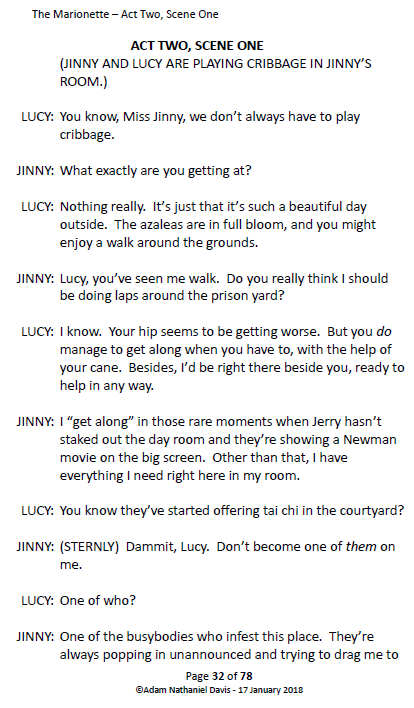 The Marionette – Act Two, Scene One
ACT TWO, SCENE ONE
(JINNY AND LUCY ARE PLAYING CRIBBAGE IN JINNY’S
ROOM.)
LUCY: You know, Miss Jinny, we don’t always have to play
cribbage.
JINNY: What exactly are you getting at?
LUCY: Nothing really.  It’s just that it’s such a beautiful day
outside.  The azaleas are in full bloom, and you might
enjoy a walk around the grounds.
JINNY: Lucy, you’ve seen me walk.  Do you really think I should
be doing laps around the prison yard?
LUCY: I know.  Your hip seems to be getting worse.  But you do
manage to get along when you have to, with the help of
your cane.  Besides, I’d be right there beside you, ready to
help in any way.
JINNY: I “get along” in those rare moments when Jerry hasn’t
staked out the day room and they’re showing a Newman
movie on the big screen.  Other than that, I have
everything I need right here in my room.
LUCY: You know they’ve started offering tai chi in the courtyard?
JINNY: (STERNLY)  Dammit, Lucy.  Don’t become one of them on
me.
LUCY: One of who?
JINNY: One of the busybodies who infest this place.  They’re
always popping in unannounced and trying to drag me to
Page 32 of 78
©Adam Nathaniel Davis - 17 January 2018